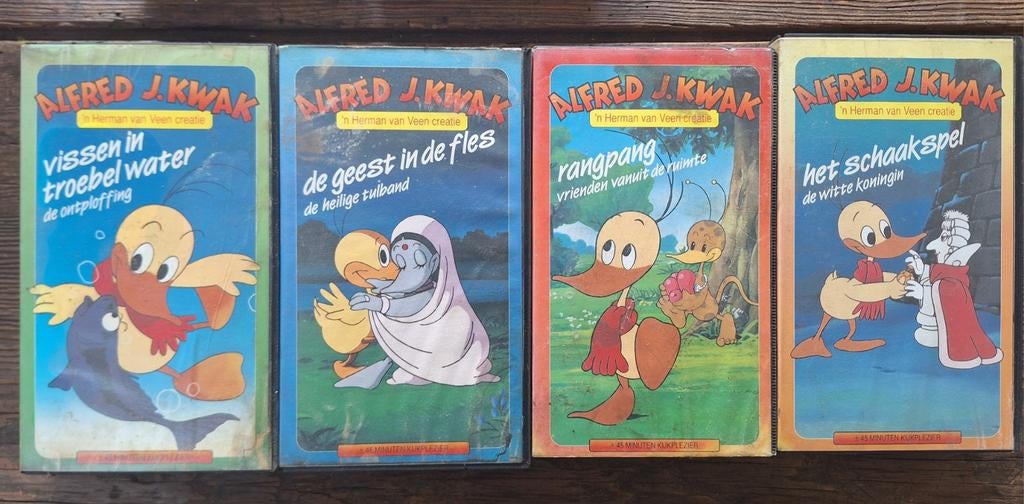 ALFRED J. KWAK
'n Herman van Veen creatie
vissen in
troebel water
de ontploffing
± 45 MINUTEN KIJKPLEZIER
ALFRED J. KWAK
'n Herman van Veen creatie
de geest in de fles
de heilige tulband
± 45 MINUTEN KIJKPLEZIER
ALFRED J. KWAK
'n Herman van Veen creatie
rangpang
vrienden vanuit de ruimte
± 45 MINUTEN KIJKPLEZIER
ALFRED J. KWAK
'n Herman van Veen creatie
het schaakspel
de witte koningin
± 45 MINUTEN KIJKPLEZIER